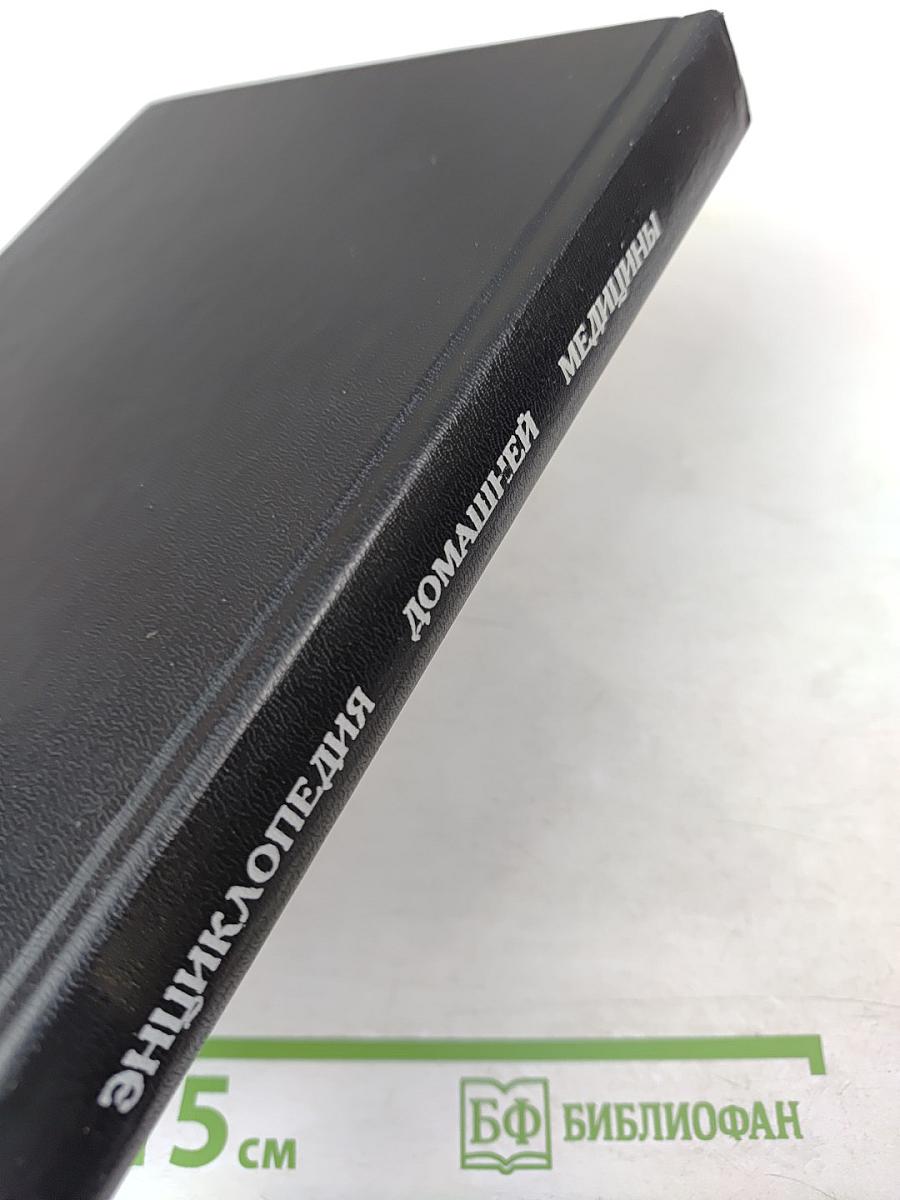 ЭНЦИКЛОПЕДИЯ ДОМАШНЕЙ МЕДИЦИНЫ
15 см
БФ БИБЛИОФАН